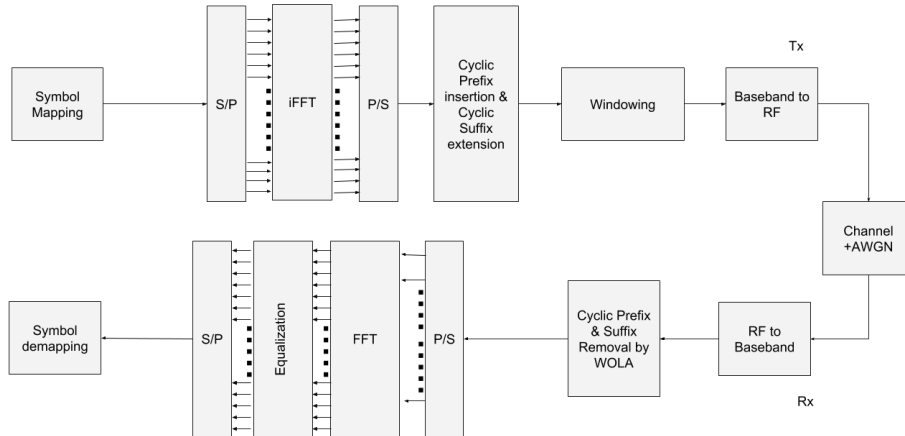 Tx
Symbol
Mapping
S/P
iFFT
P/S
Cyclic
Prefix
insertion &
Cyclic
Suffix
extension
Windowing
Baseband to
RF
Channel
+AWGN
Symbol
demapping
S/P
Equalization
FFT
P/S
Cyclic Prefix
& Suffix
Removal by
WOLA
RF to
Baseband
Rx